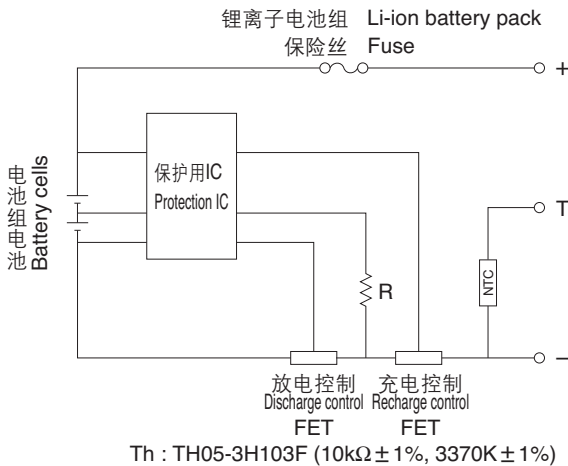 锂离子电池组 Li-ion battery pack
保险丝 Fuse
+
保护用IC
Protection IC
电池组电池
Battery cells
T
R
NTC
−
放电控制 充电控制
Discharge control Recharge control
FET FET
Th : TH05-3H103F (10kΩ±1%, 3370K±1%)